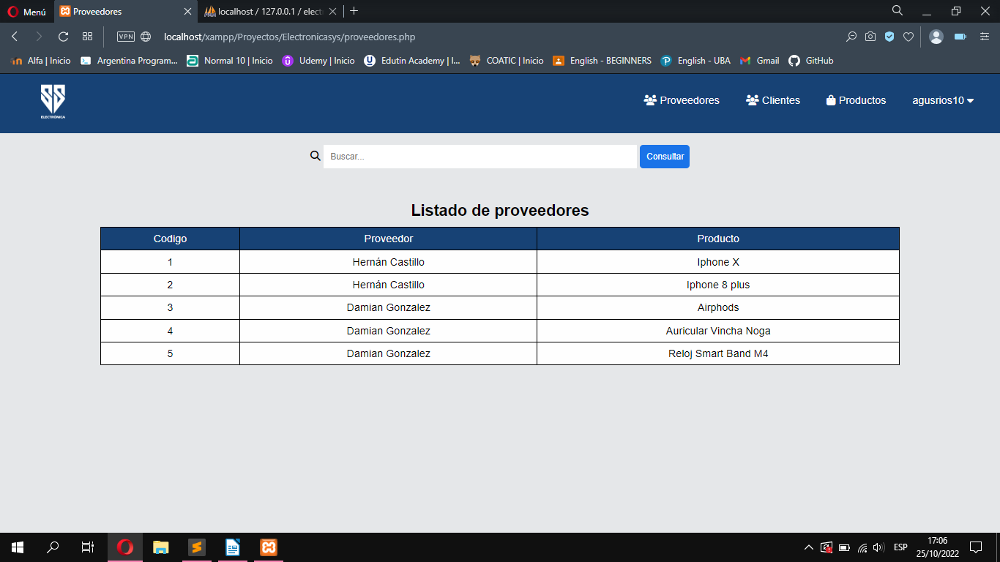 Menú
Proveedores
localhost / 127.0.0.1 / elect
VPN
localhost/xampp/Proyectos/Electronicasys/proveedores.php
Alfa | Inicio
Argentina Program...
Normal 10 | Inicio
Udemy | Inicio
Edutin Academy | I...
COATIC | Inicio
English - BEGINNERS
English - UBA
Gmail
GitHub
ELECTRÓNICA
Proveedores
Clientes
Productos
agusrios10
Buscar...
Consultar
Listado de proveedores
Codigo Proveedor Producto
1 Hernán Castillo Iphone X
2 Hernán Castillo Iphone 8 plus
3 Damian Gonzalez Airphods
4 Damian Gonzalez Auricular Vincha Noga
5 Damian Gonzalez Reloj Smart Band M4
ESP
17:06
25/10/2022